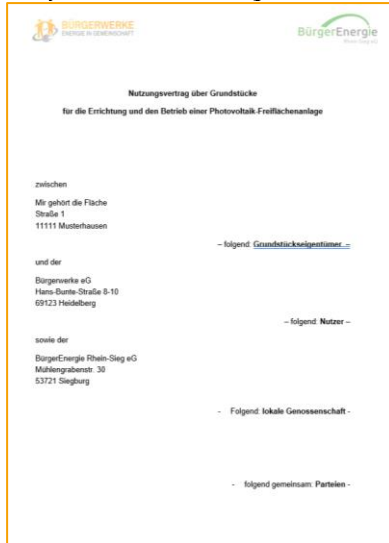 BÜRGERWERKE
ENERGIE IN GEMEINSCHAFT
BürgerEnergie
Rhein-Sieg eG
Nutzungsvertrag über Grundstücke
für die Errichtung und den Betrieb einer Photovoltaik-Freiflächenanlage
zwischen
Mir gehört die Fläche
Straße 1
11111 Musterhausen
– folgend: Grundstückseigentümer –
und der
Bürgerwerke eG
Hans-Bunte-Straße 8-10
69123 Heidelberg
– folgend: Nutzer –
sowie der
BürgerEnergie Rhein-Sieg eG
Mühlengrabenstr. 30
53721 Siegburg
- Folgend: lokale Genossenschaft -
- folgend gemeinsam: Parteien -